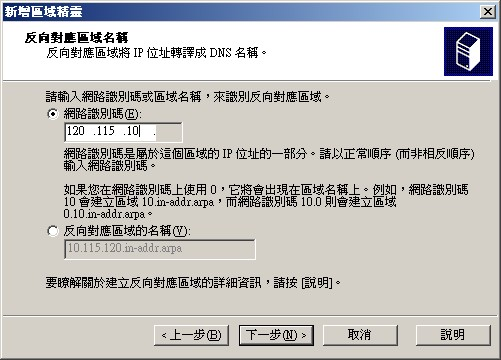 新增區域精靈
反向對應區域名稱
反向對應區域將 IP 位址轉譯成 DNS 名稱。
請輸入網路識別碼或區域名稱，來識別反向對應區域。
網路識別碼(E):
120 .115 .10 .
網路識別碼是屬於這個區域的 IP 位址的一部分。請以正常順序 (而非相反順序)
輸入網路識別碼。
如果您在網路識別碼上使用 0，它將會出現在區域名稱上。例如，網路識別碼
10 會建立區域 10.in-addr.arpa，而網路識別碼 10.0 則會建立區域
0.10.in-addr.arpa。
反向對應區域的名稱(V):
10.115.120.in-addr.arpa
要瞭解關於建立反向對應區域的詳細資訊，請按 [說明]。
< 上一步(B) 下一步(N) > 取消 說明